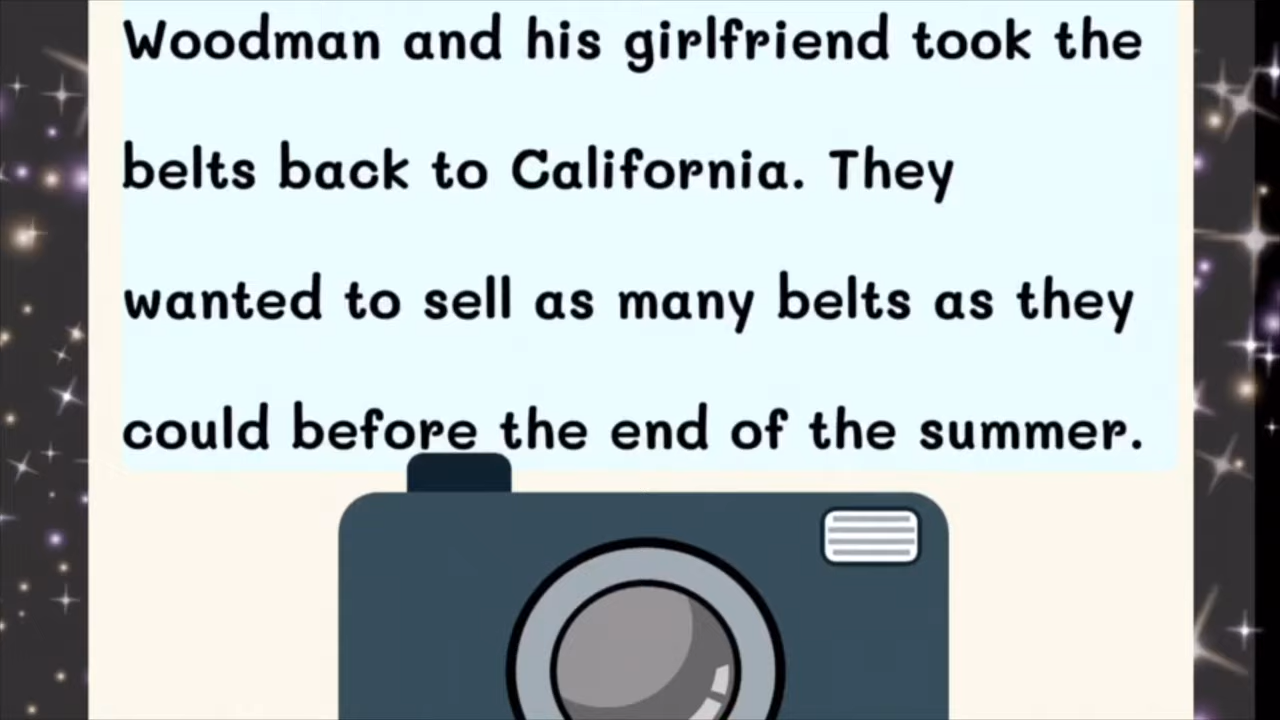 Woodman and his girlfriend took the
belts back to California. They
wanted to sell as many belts as they
could before the end of the summer.